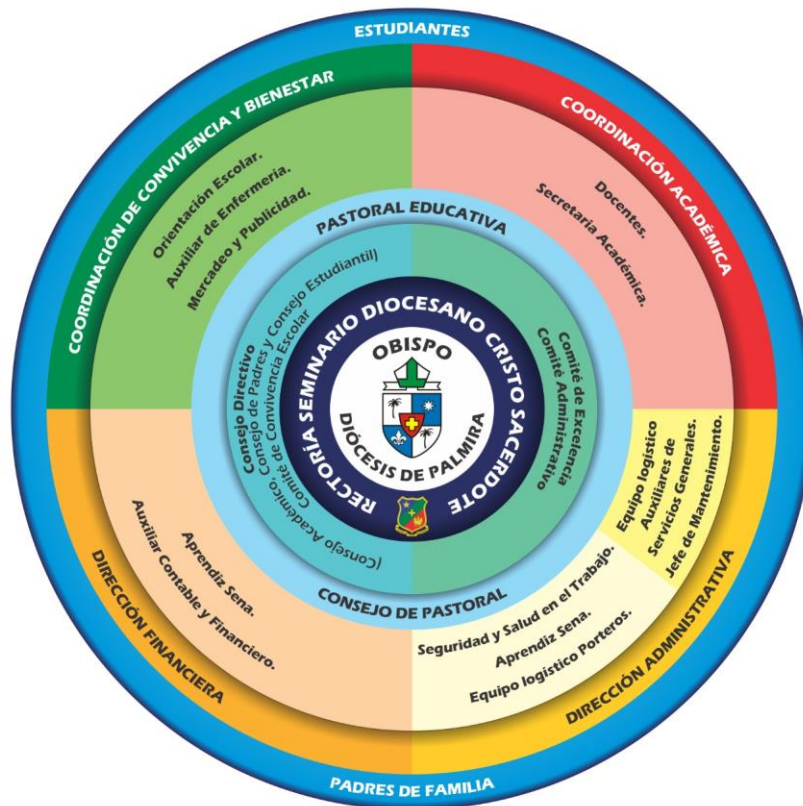 ESTUDIANTES
COORDINACIÓN DE CONVIVENCIA Y BIENESTAR
Orientación Escolar.
Auxiliar de Enfermería.
Mercadeo y Publicidad.
COORDINACIÓN ACADÉMICA
Docentes.
Secretaria Académica.
PASTORAL EDUCATIVA
Consejo Directivo
(Consejo Académico, Consejo de Padres y Consejo Estudiantil)
Comité de Convivencia Escolar
RECTORÍA SEMINARIO DIOCESANO CRISTO SACERDOTE
OBISPO
DIÓCESIS DE PALMIRA
Comité de Excelencia
Comité Administrativo
CONSEJO DE PASTORAL
DIRECCIÓN FINANCIERA
Aprendiz Sena.
Auxiliar Contable y Financiero.
DIRECCIÓN ADMINISTRATIVA
Equipo logístico
Auxiliares de
Servicios Generales.
Jefe de Mantenimiento.
Seguridad y Salud en el Trabajo.
Aprendiz Sena.
Equipo logístico Porteros.
PADRES DE FAMILIA